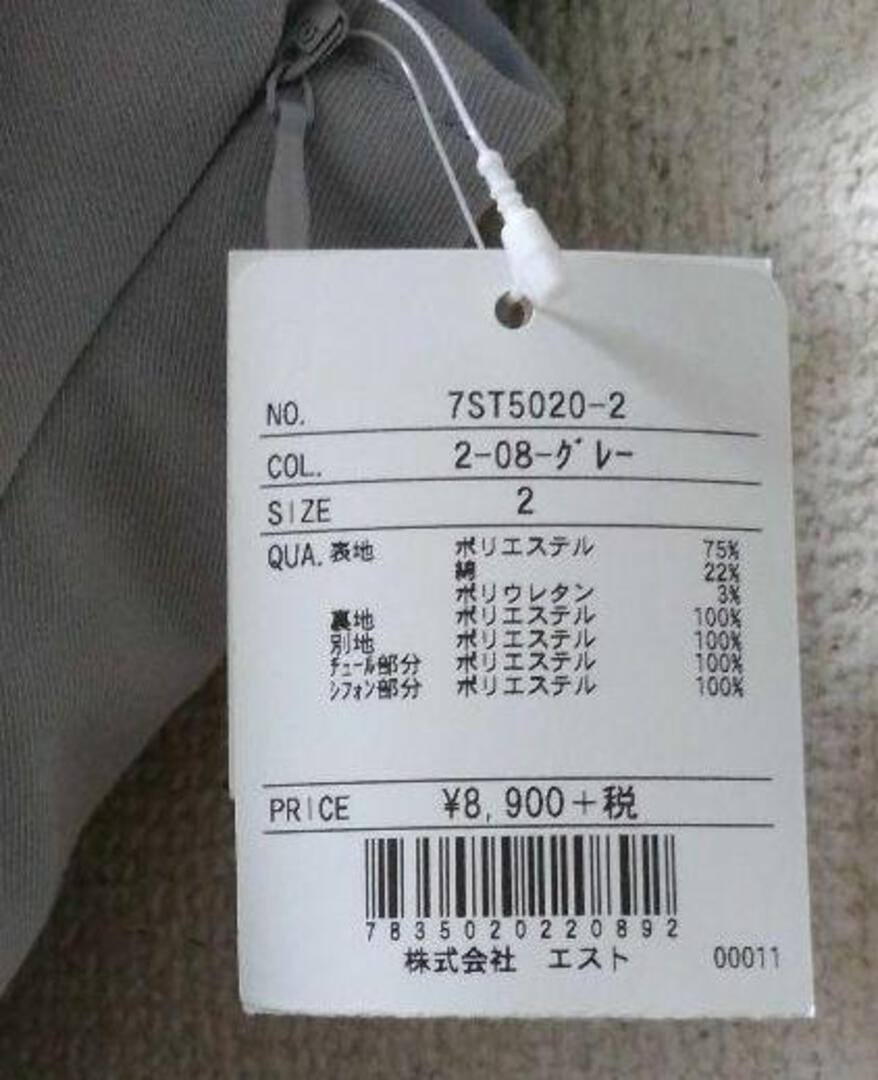 NO. 7ST5020-2
COL. 2-08-グレー
SIZE 2
QUA. 表地 ポリエステル 75%
綿 22%
ポリウレタン 3%
裏地 ポリエステル 100%
別地 ポリエステル 100%
チュール部分 ポリエステル 100%
シフォン部分 ポリエステル 100%
PRICE ¥8,900+税
7835020220892
株式会社 エスト 00011